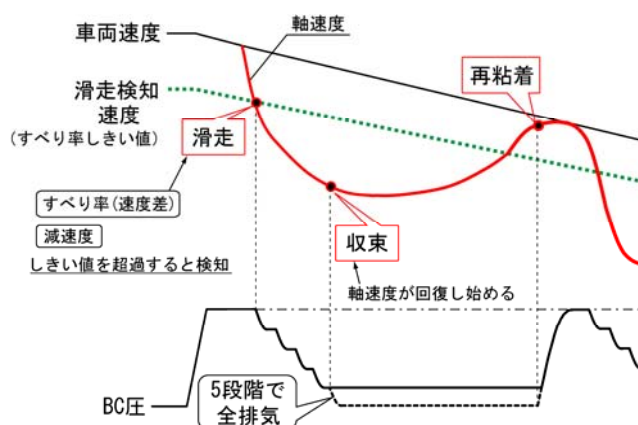 車両速度
軸速度
滑走検知
速度
(すべり率しきい値)
滑走
再粘着
すべり率(速度差)
減速度
しきい値を超過すると検知
収束
軸速度が回復し始める
BC圧
5段階で
全排気